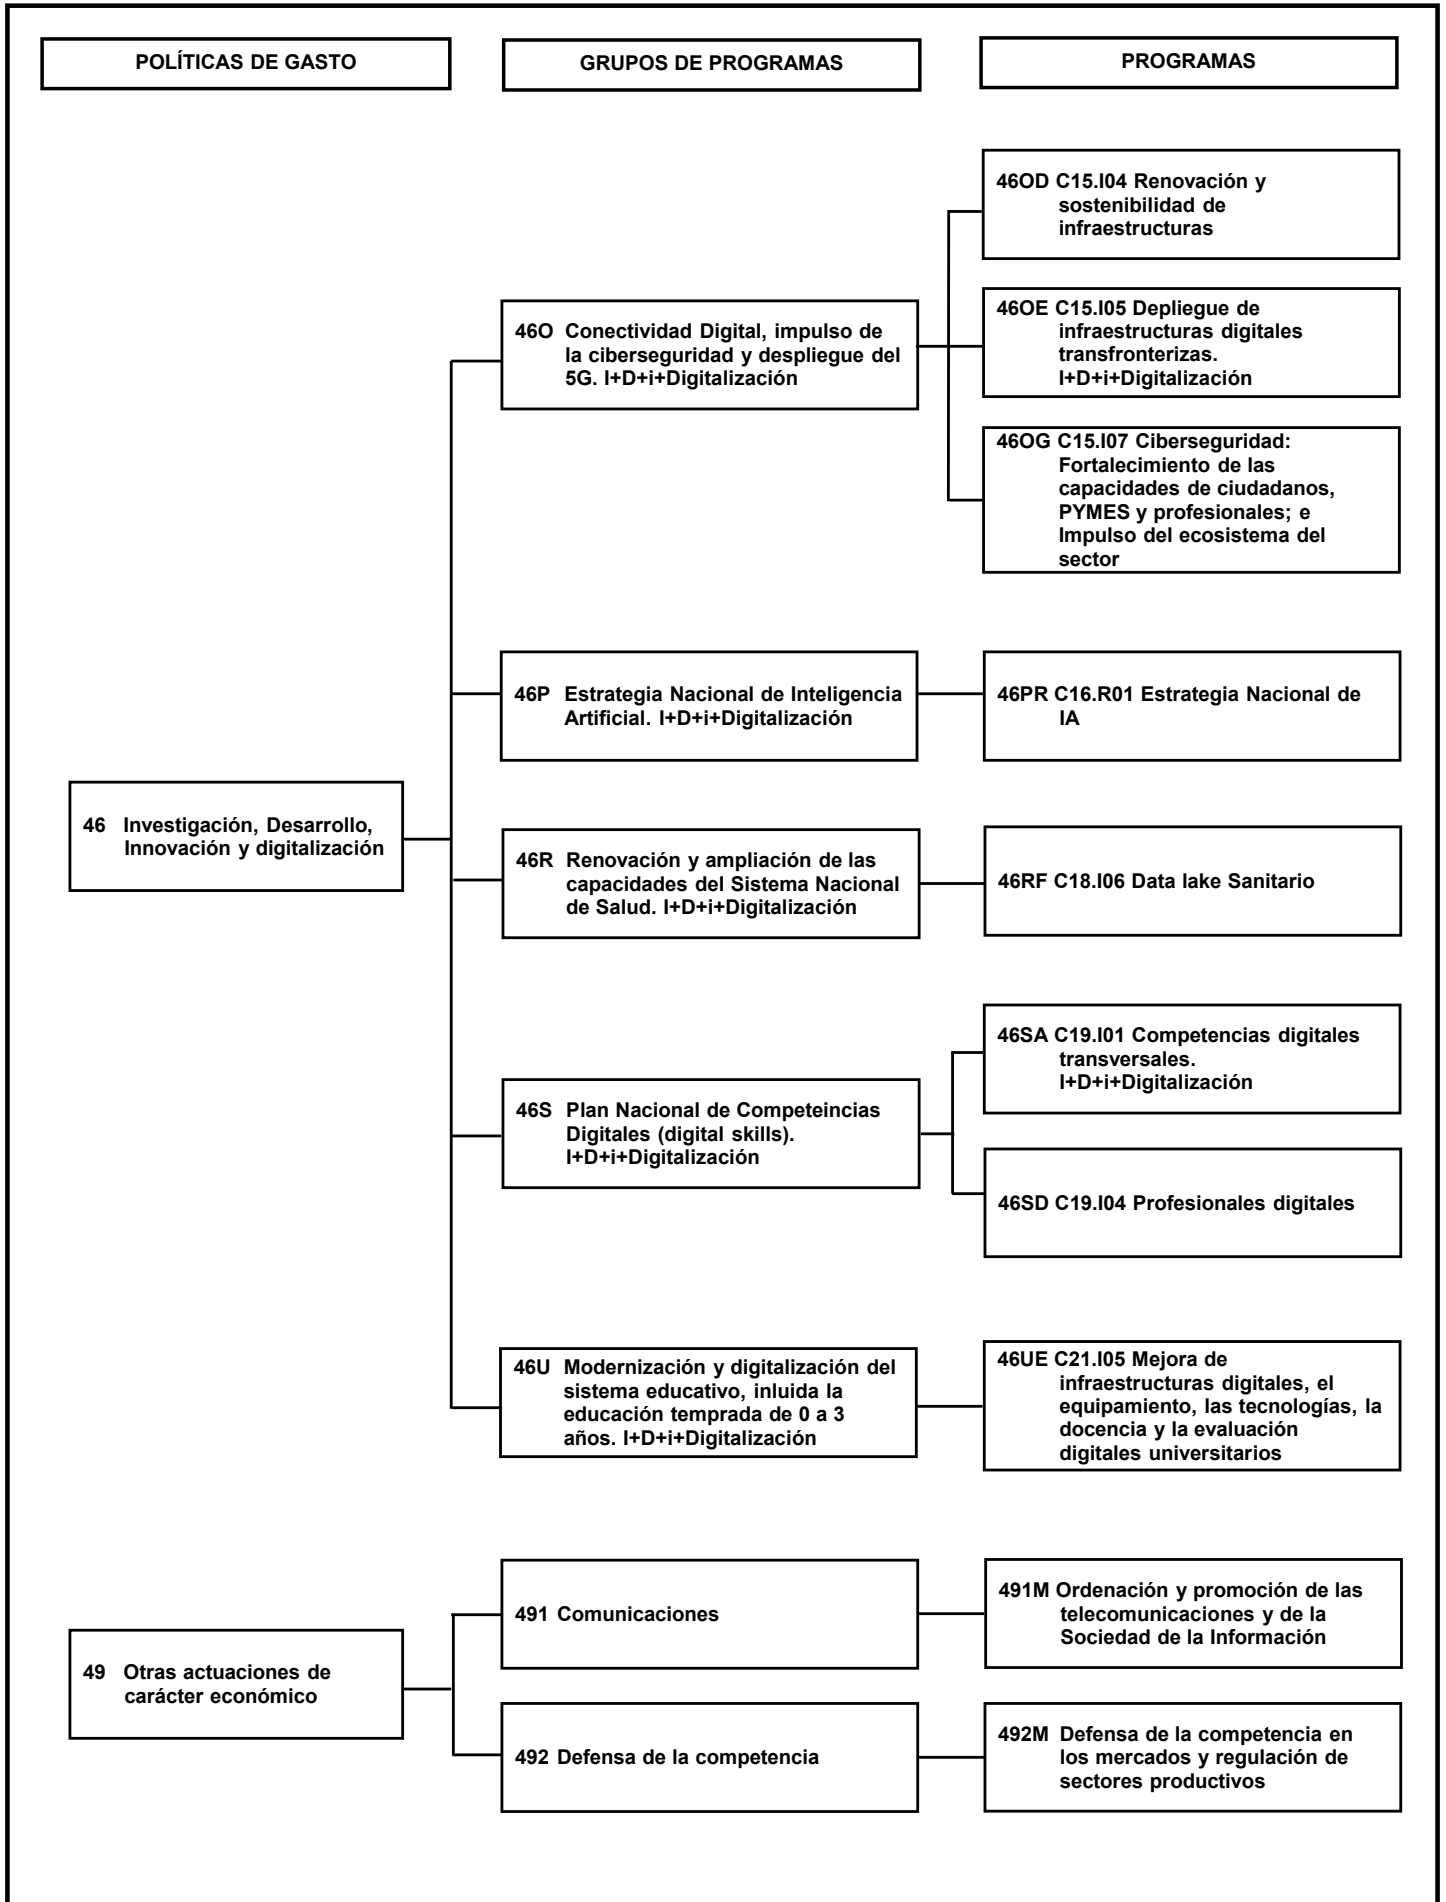 POLÍTICAS DE GASTO
GRUPOS DE PROGRAMAS
PROGRAMAS
46OD C15.I04 Renovación y
sostenibilidad de
infraestructuras
46O Conectividad Digital, impulso de
la ciberseguridad y despliegue del
5G. I+D+i+Digitalización
46OE C15.I05 Depliegue de
infraestructuras digitales
transfronterizas.
I+D+i+Digitalización
46OG C15.I07 Ciberseguridad:
Fortalecimiento de las
capacidades de ciudadanos,
PYMES y profesionales; e
Impulso del ecosistema del
sector
46P Estrategia Nacional de Inteligencia
Artificial. I+D+i+Digitalización
46PR C16.R01 Estrategia Nacional de
IA
46 Investigación, Desarrollo,
Innovación y digitalización
46R Renovación y ampliación de las
capacidades del Sistema Nacional
de Salud. I+D+i+Digitalización
46RF C18.I06 Data lake Sanitario
46SA C19.I01 Competencias digitales
transversales.
I+D+i+Digitalización
46S Plan Nacional de Competeincias
Digitales (digital skills).
I+D+i+Digitalización
46SD C19.I04 Profesionales digitales
46U Modernización y digitalización del
sistema educativo, inluida la
educación temprada de 0 a 3
años. I+D+i+Digitalización
46UE C21.I05 Mejora de
infraestructuras digitales, el
equipamiento, las tecnologías, la
docencia y la evaluación
digitales universitarios
491 Comunicaciones
491M Ordenación y promoción de las
telecomunicaciones y de la
Sociedad de la Información
49 Otras actuaciones de
carácter económico
492 Defensa de la competencia
492M Defensa de la competencia en
los mercados y regulación de
sectores productivos